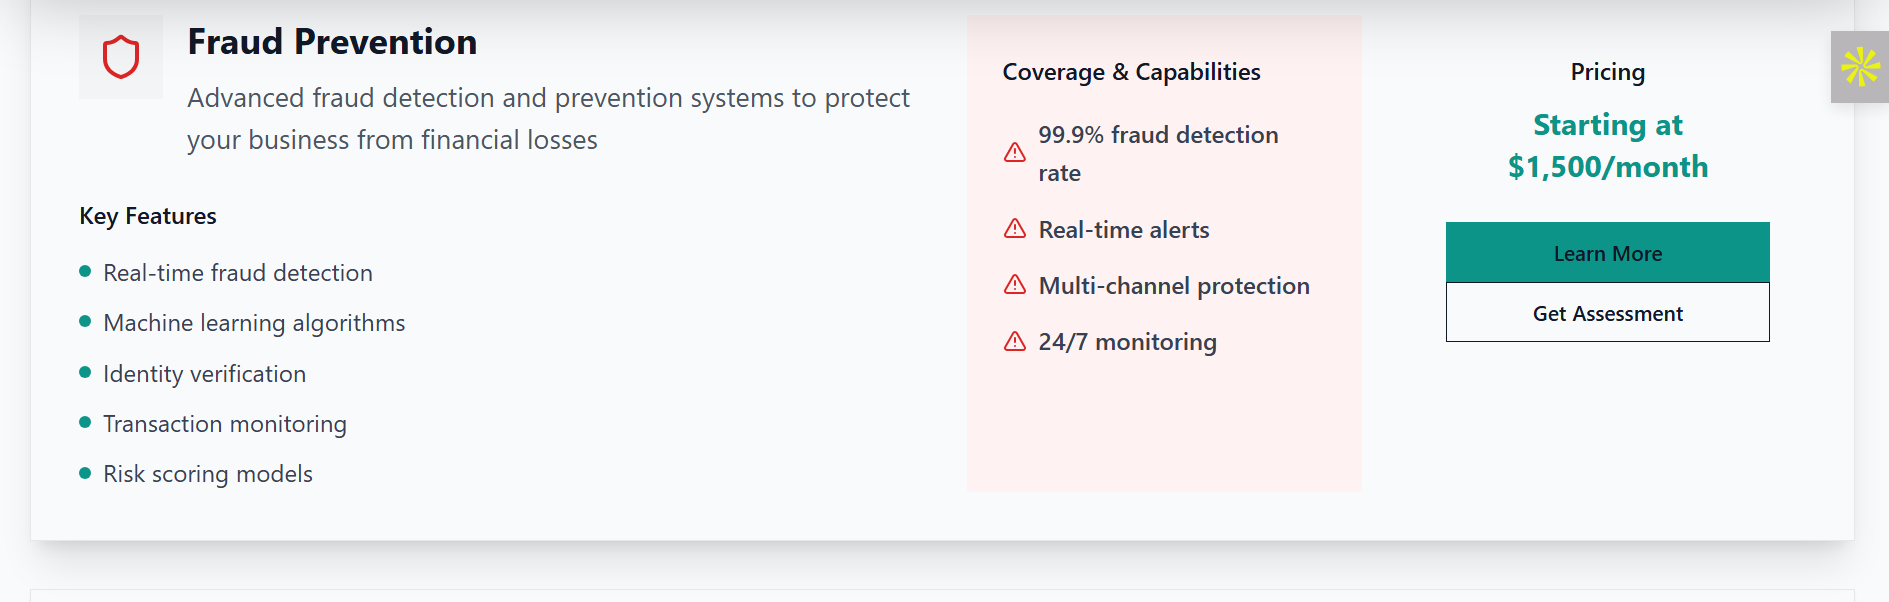 Fraud Prevention
Advanced fraud detection and prevention systems to protect
your business from financial losses
Key Features
Real-time fraud detection
Machine learning algorithms
Identity verification
Transaction monitoring
Risk scoring models
Coverage & Capabilities
99.9% fraud detection
rate
Real-time alerts
Multi-channel protection
24/7 monitoring
Pricing
Starting at
$1,500/month
Learn More
Get Assessment